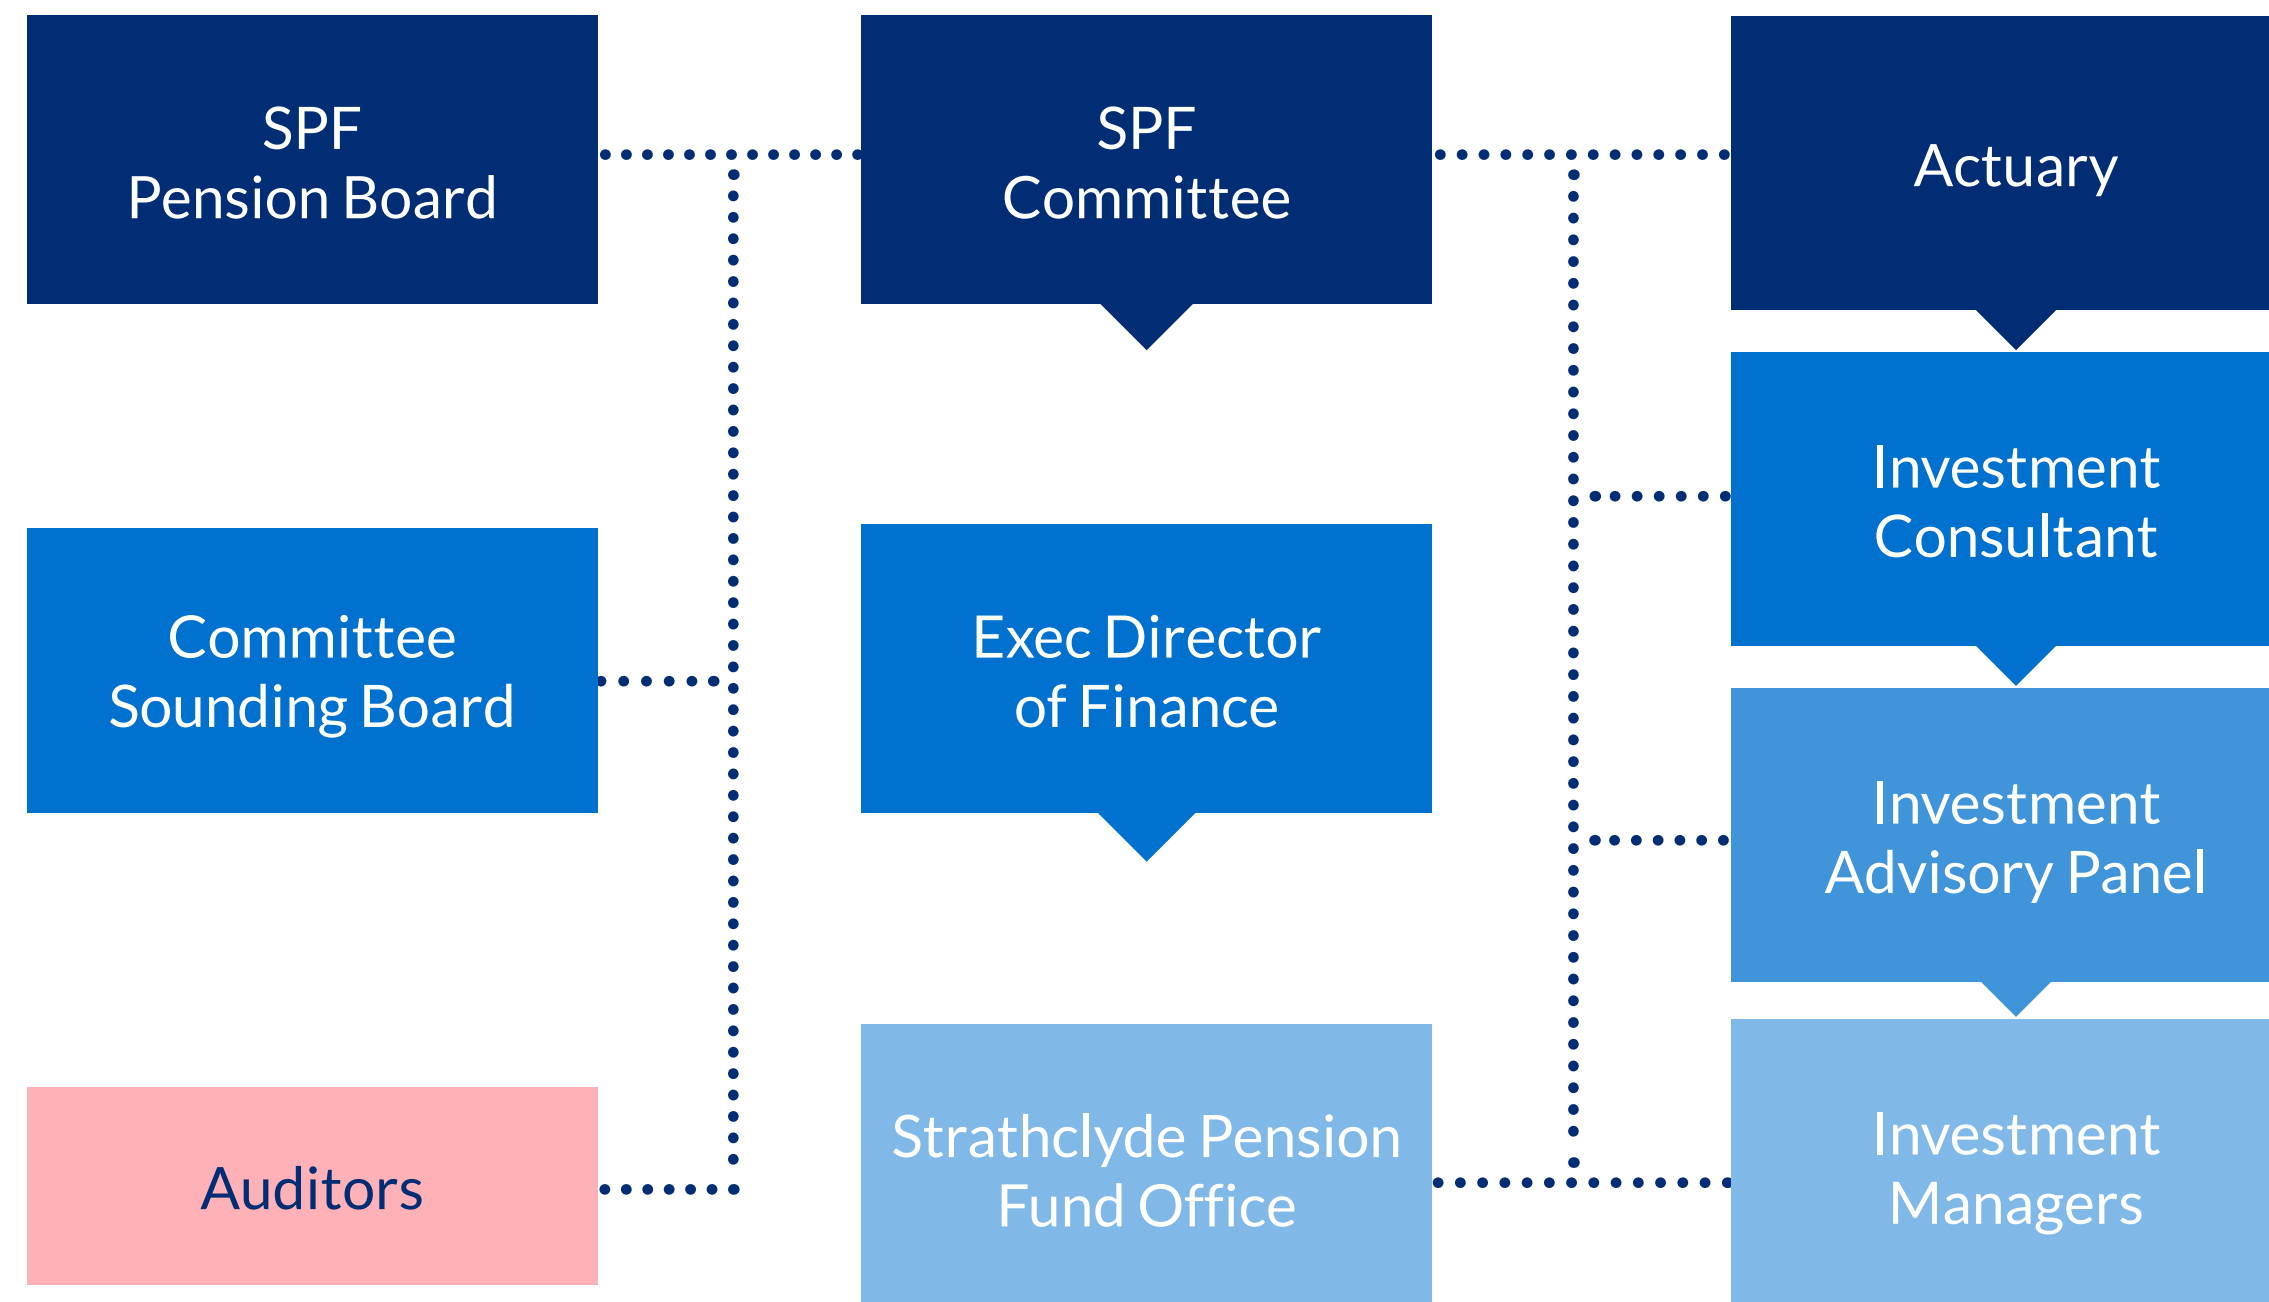 SPF
Pension Board
SPF
Committee
Actuary
Investment
Consultant
Committee
Sounding Board
Exec Director
of Finance
Investment
Advisory Panel
Auditors
Strathclyde Pension
Fund Office
Investment
Managers